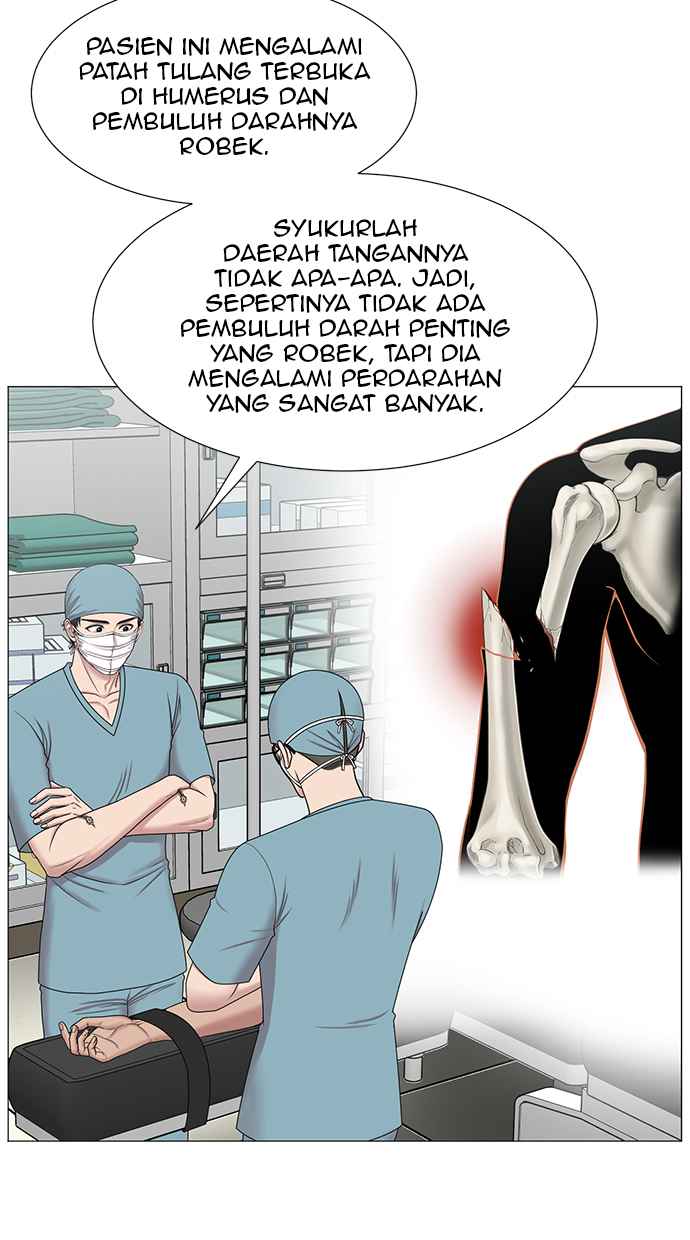 PASIEN INI MENGALAMI
PATAH TULANG TERBUKA
DI HUMERUS DAN
PEMBULUH DARAHNYA
ROBEK.
SYUKURLAH
DAERAH TANGANNYA
TIDAK APA-APA. JADI,
SEPERTINYA TIDAK ADA
PEMBULUH DARAH PENTING
YANG ROBEK, TAPI DIA
MENGALAMI PERDARAHAN
YANG SANGAT BANYAK.